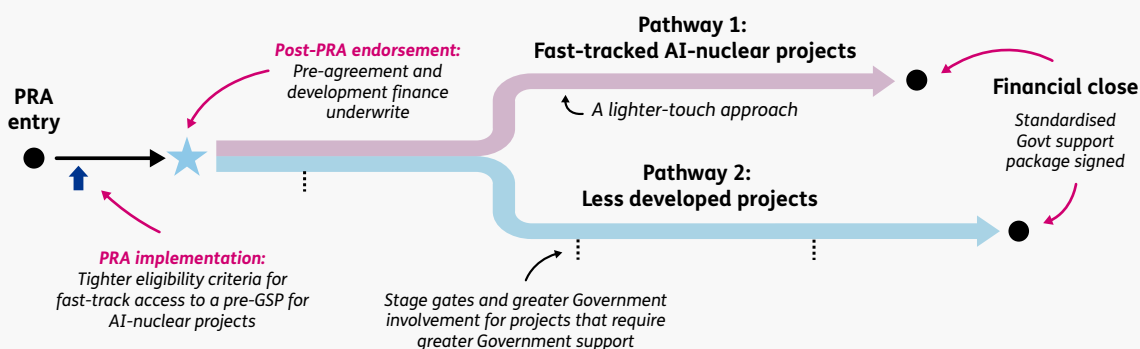 Pathway 1:
Fast-tracked AI-nuclear projects
Post-PRA endorsement:
Pre-agreement and
development finance
underwrite
A lighter-touch approach
PRA
entry
Financial close
Standardised
Govt support
package signed
Pathway 2:
Less developed projects
PRA implementation:
Tighter eligibility criteria for
fast-track access to a pre-GSP for
AI-nuclear projects
Stage gates and greater Government
involvement for projects that require
greater Government support